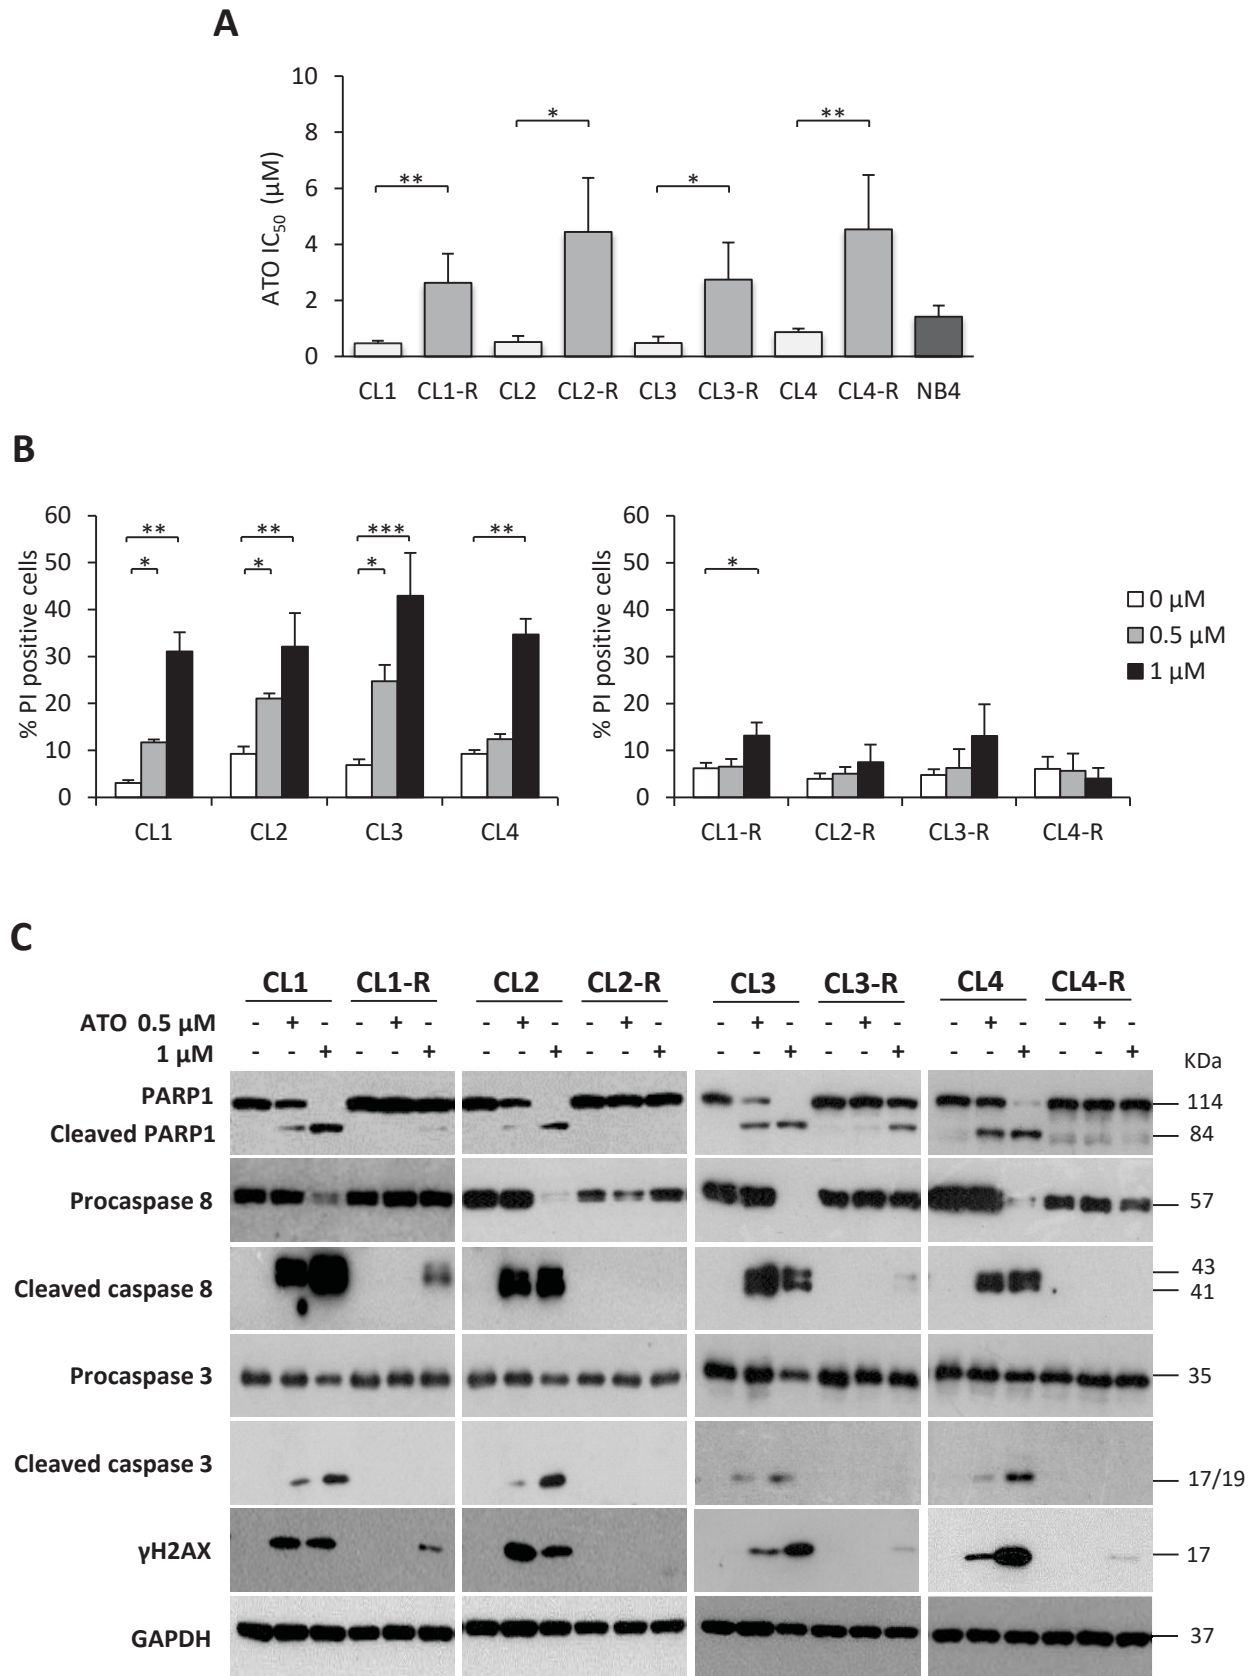 A
10
8
6
4
2
0
ATO IC50 (µM)
** * * **
CL1 CL1-R CL2 CL2-R CL3 CL3-R CL4 CL4-R NB4
B
60
50
40
30
20
10
0
% PI positive cells
** ** *** **
* * *
CL1 CL2 CL3 CL4
60
50
40
30
20
10
0
% PI positive cells
*
CL1-R CL2-R CL3-R CL4-R
0 µM
0.5 µM
1 µM
C
CL1 CL1-R CL2 CL2-R CL3 CL3-R CL4 CL4-R
ATO 0.5 µM - + - - + - - + - - + - - + - - + - - + - - + -
1 µM - - + - - + - - + - - + - - + - - + - - + - - +
KDa
PARP1 114
Cleaved PARP1 84
Procaspase 8 57
Cleaved caspase 8 43
41
Procaspase 3 35
Cleaved caspase 3 17/19
γH2AX 17
GAPDH 37